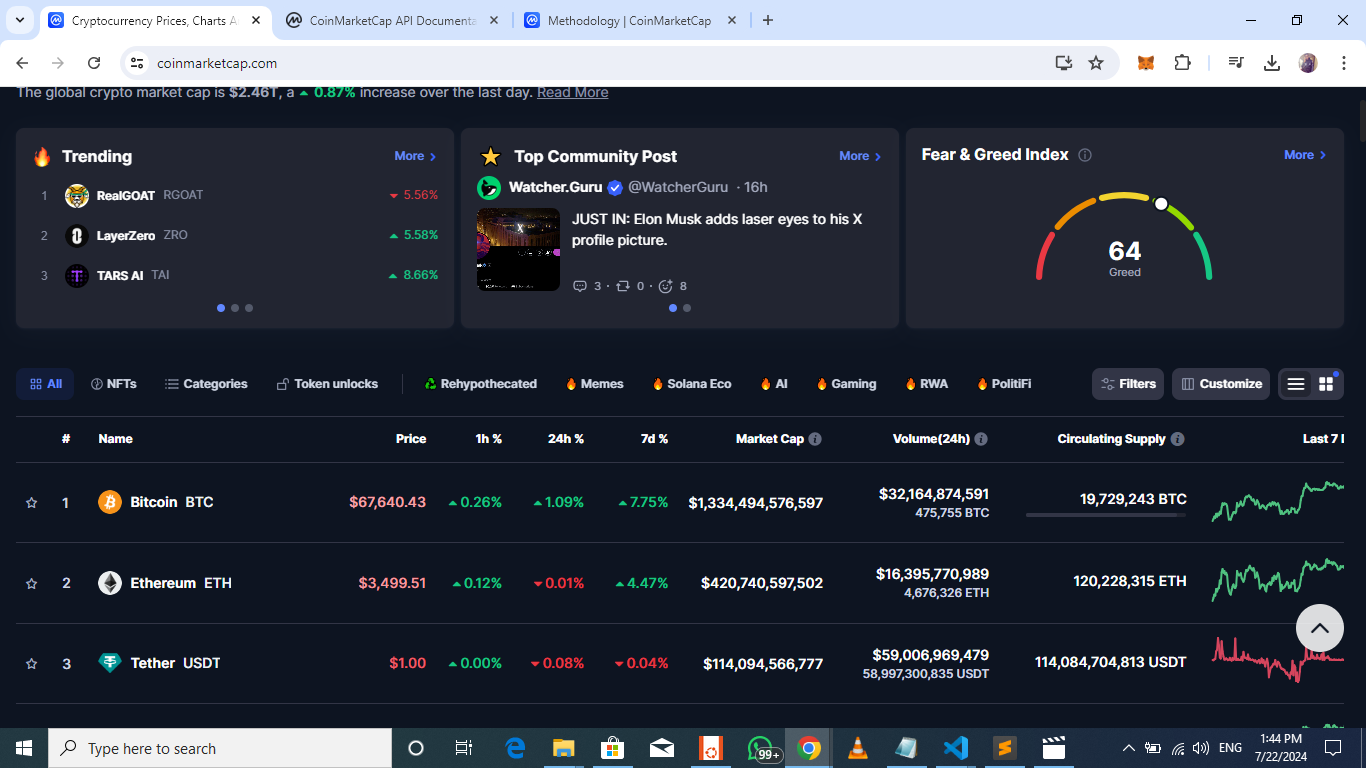 Cryptocurrency Prices, Charts A
CoinMarketCap API Documenta
Methodology | CoinMarketCap
coinmarketcap.com
The global crypto market cap is $2.46T, a 0.87% increase over the last day. Read More
Trending
More
1 RealGOAT RGOAT 5.56%
2 LayerZero ZRO 5.58%
3 TARS AI TAI 8.66%
Top Community Post
More
Watcher.Guru @WatcherGuru · 16h
JUST IN: Elon Musk adds laser eyes to his X
profile picture.
3 · 0 · 8
Fear & Greed Index
More
64
Greed
All NFTs Categories Token unlocks Rehypothecated Memes Solana Eco AI Gaming RWA PolitiFi Filters Customize
# Name Price 1h % 24h % 7d % Market Cap Volume(24h) Circulating Supply Last 7
1 Bitcoin BTC $67,640.43 0.26% 1.09% 7.75% $1,334,494,576,597 $32,164,874,591 19,729,243 BTC
475,755 BTC
2 Ethereum ETH $3,499.51 0.12% 0.01% 4.47% $420,740,597,502 $16,395,770,989 120,228,315 ETH
4,676,326 ETH
3 Tether USDT $1.00 0.00% 0.08% 0.04% $114,094,566,777 $59,006,969,479 114,084,704,813 USDT
58,997,300,835 USDT
Type here to search
99+
ENG
1:44 PM
7/22/2024